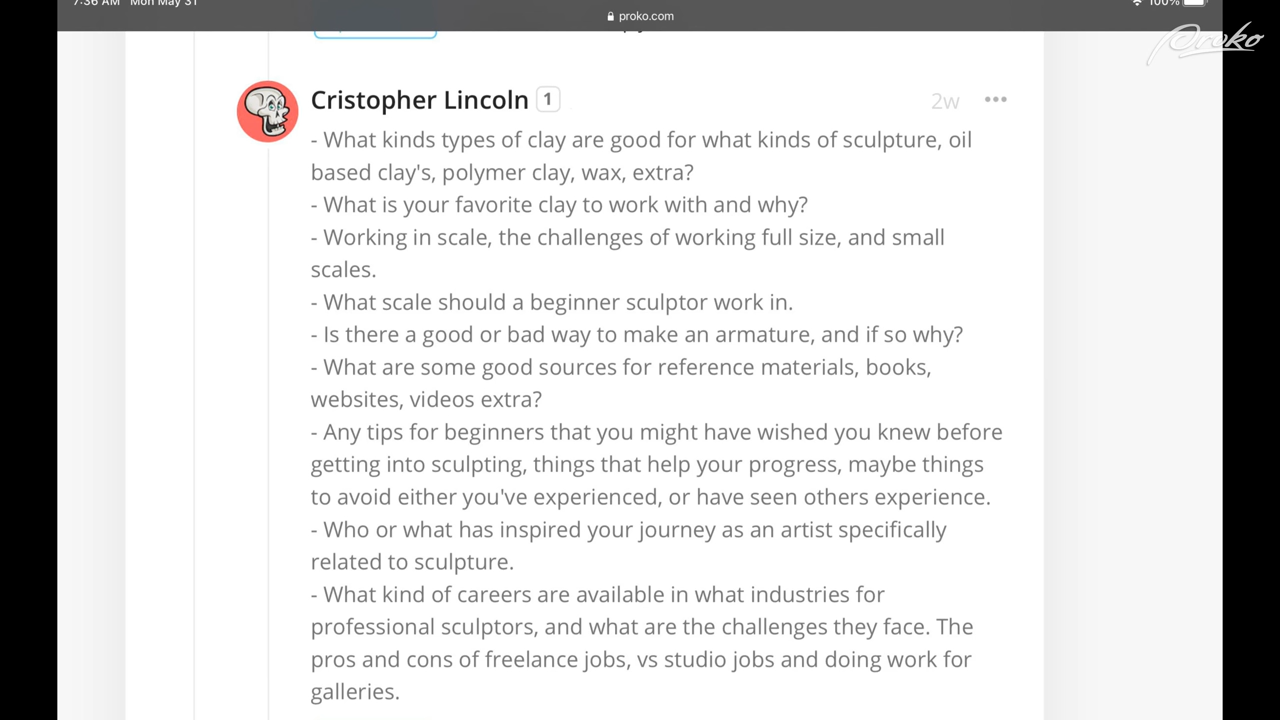 7:36 AM Mon May 31
100%
proko.com
Proko
Cristopher Lincoln 1
2w
- What kinds types of clay are good for what kinds of sculpture, oil
based clay's, polymer clay, wax, extra?
- What is your favorite clay to work with and why?
- Working in scale, the challenges of working full size, and small
scales.
- What scale should a beginner sculptor work in.
- Is there a good or bad way to make an armature, and if so why?
- What are some good sources for reference materials, books,
websites, videos extra?
- Any tips for beginners that you might have wished you knew before
getting into sculpting, things that help your progress, maybe things
to avoid either you've experienced, or have seen others experience.
- Who or what has inspired your journey as an artist specifically
related to sculpture.
- What kind of careers are available in what industries for
professional sculptors, and what are the challenges they face. The
pros and cons of freelance jobs, vs studio jobs and doing work for
galleries.